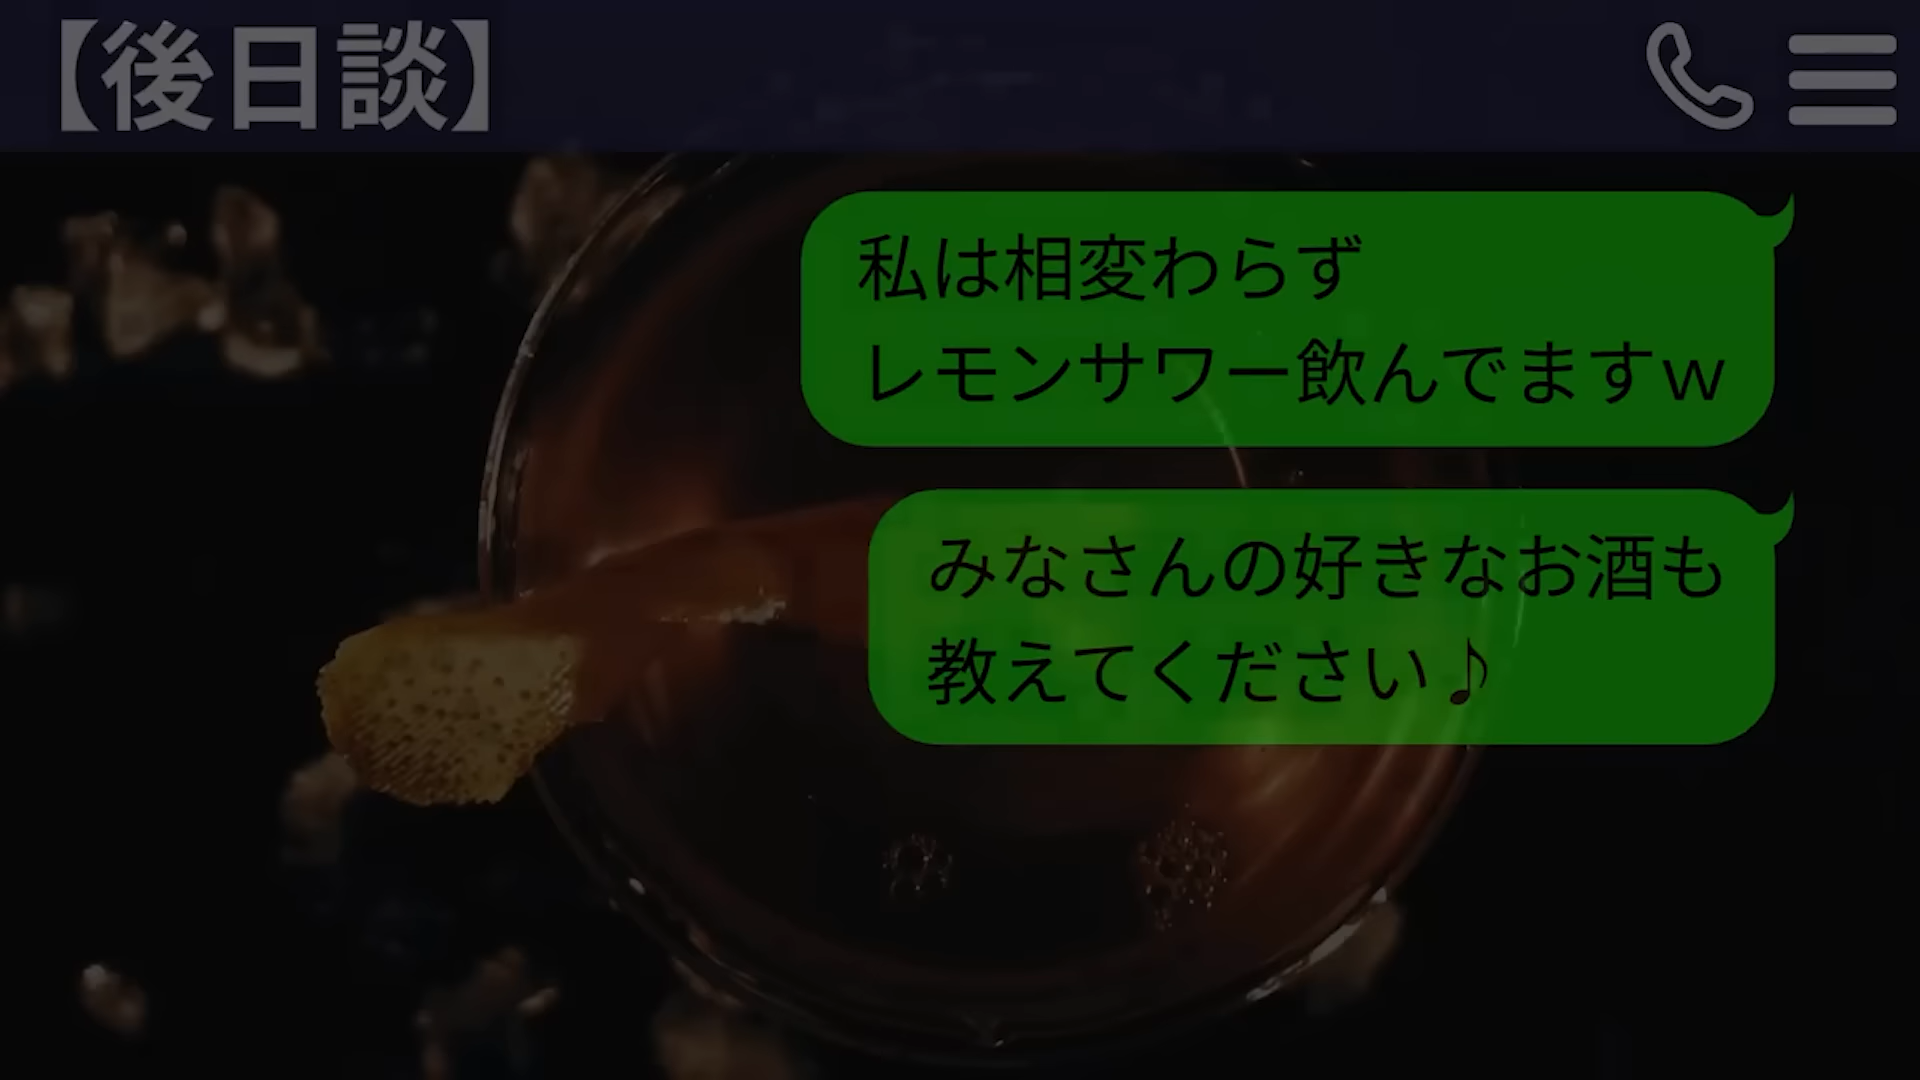 【後日談】
私は相変わらず
レモンサワー飲んでますｗ
みなさんの好きなお酒も
教えてください♪